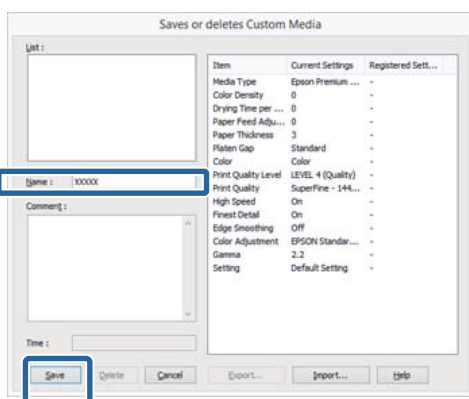 Saves or deletes Custom Media
List :
Item Current Settings Registered Sett...
Media Type Epson Premium ... -
Color Density 0 -
Drying Time per ... 0 -
Paper Feed Adju... 0 -
Paper Thickness 3 -
Platen Gap Standard -
Color Color -
Print Quality Level LEVEL 4 (Quality) -
Print Quality SuperFine - 144... -
High Speed On -
Finest Detail On -
Edge Smoothing Off -
Color Adjustment EPSON Standar... -
Gamma 2.2 -
Setting Default Setting -
Name : XXXXX
Comment :
Time :
Save Delete Cancel Export... Import... Help